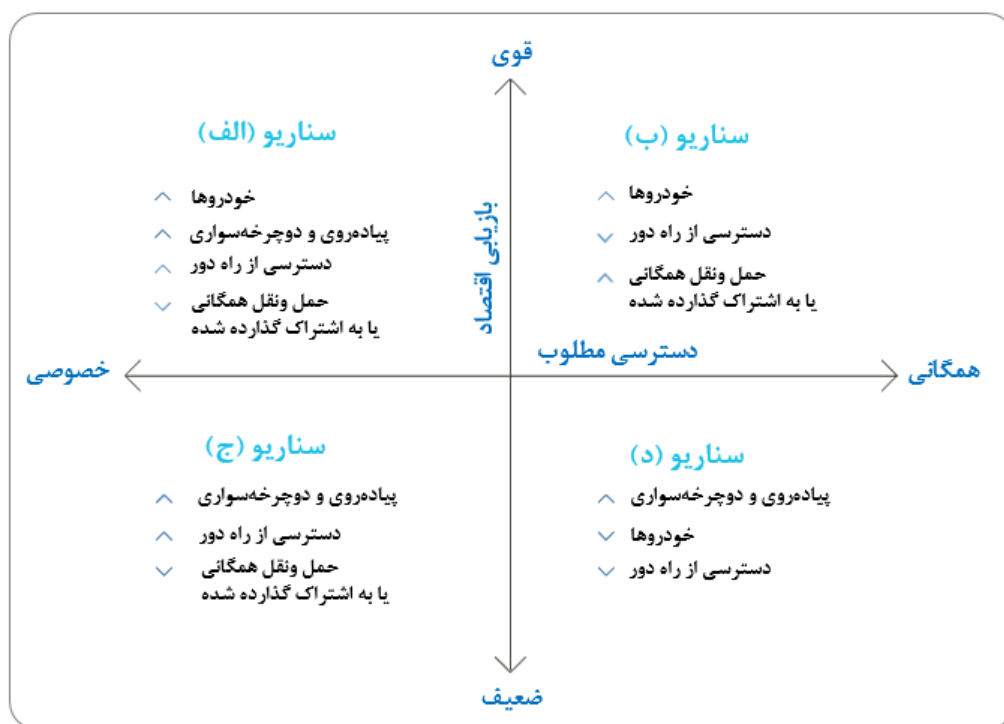 قوی
سناریو (ب)
^ خودروها
⌄ دسترسی از راه دور
^ حمل ونقل همگانی
یا به اشتراک گذارده شده
سناریو (الف)
^ خودروها
^ پیاده‌روی و دوچرخه‌سواری
^ دسترسی از راه دور
⌄ حمل ونقل همگانی
یا به اشتراک گذارده شده
بازیابی اقتصاد
دسترسی مطلوب
همگانی
خصوصی
سناریو (د)
^ پیاده‌روی و دوچرخه‌سواری
⌄ خودروها
⌄ دسترسی از راه دور
سناریو (ج)
^ پیاده‌روی و دوچرخه‌سواری
^ دسترسی از راه دور
⌄ حمل ونقل همگانی
یا به اشتراک گذارده شده
ضعیف